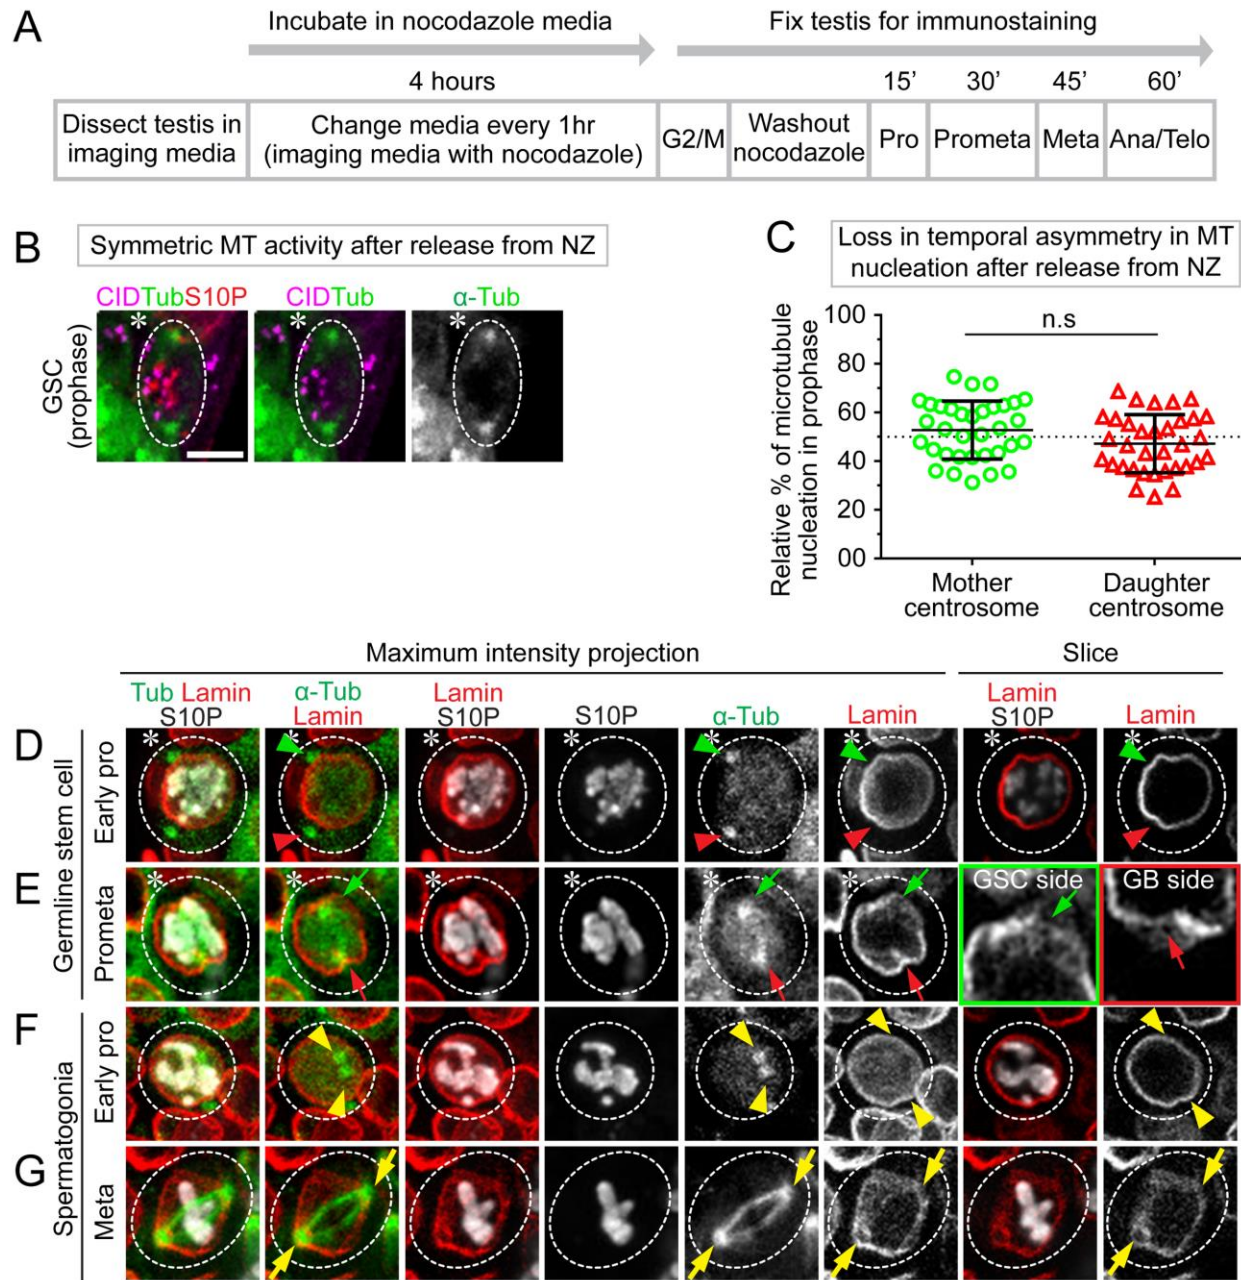 A
Incubate in nocodazole media
Fix testis for immunostaining
4 hours
15’ 30’ 45’ 60’
Dissect testis in
imaging media
Change media every 1hr
(imaging media with nocodazole)
G2/M
Washout
nocodazole
Pro
Prometa
Meta
Ana/Telo
B
Symmetric MT activity after release from NZ
CIDTubS10P
CIDTub
α-Tub
*
*
*
GSC
(prophase)
C
Loss in temporal asymmetry in MT
nucleation after release from NZ
n.s
Relative % of microtubule
nucleation in prophase
100
80
60
40
20
00
Mother
centrosome
Daughter
centrosome
Maximum intensity projection
Slice
Tub Lamin
S10P
α-Tub
Lamin
Lamin
S10P
S10P
α-Tub
Lamin
Lamin
S10P
Lamin
Germline stem cell
D
Early pro
* * * * * * * *
E
Prometa
* * * * * *
GSC side
GB side
Spermatogonia
F
Early pro
G
Meta